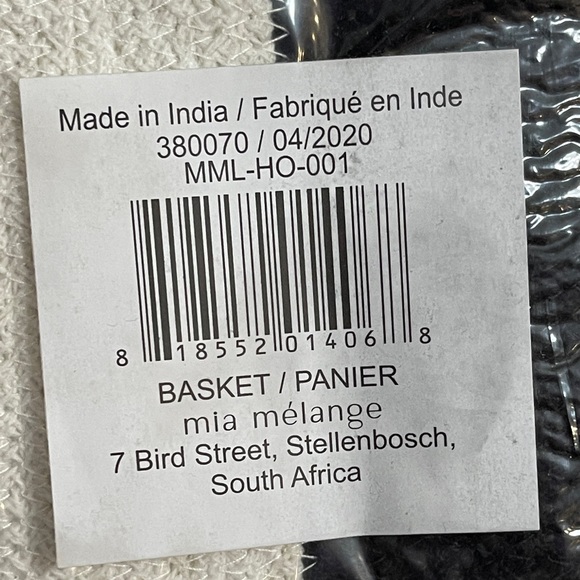 Made in India / Fabriqué en Inde
380070 / 04/2020
MML-HO-001
8 18552 01406 8
BASKET / PANIER
mia mélange
7 Bird Street, Stellenbosch,
South Africa